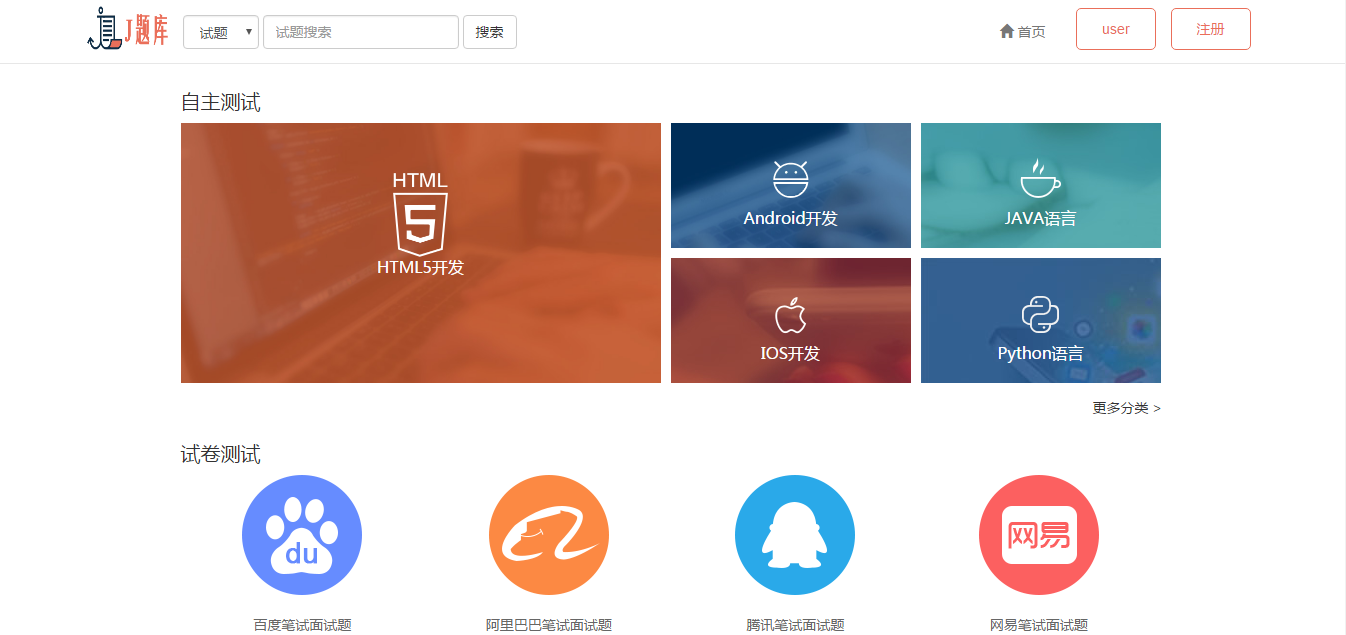 J题库
试题
试题搜索
搜索
首页
user
注册
自主测试
HTML
5
HTML5开发
Android开发
JAVA语言
IOS开发
Python语言
更多分类 >
试卷测试
du
网易
百度笔试面试题
阿里巴巴笔试面试题
腾讯笔试面试题
网易笔试面试题